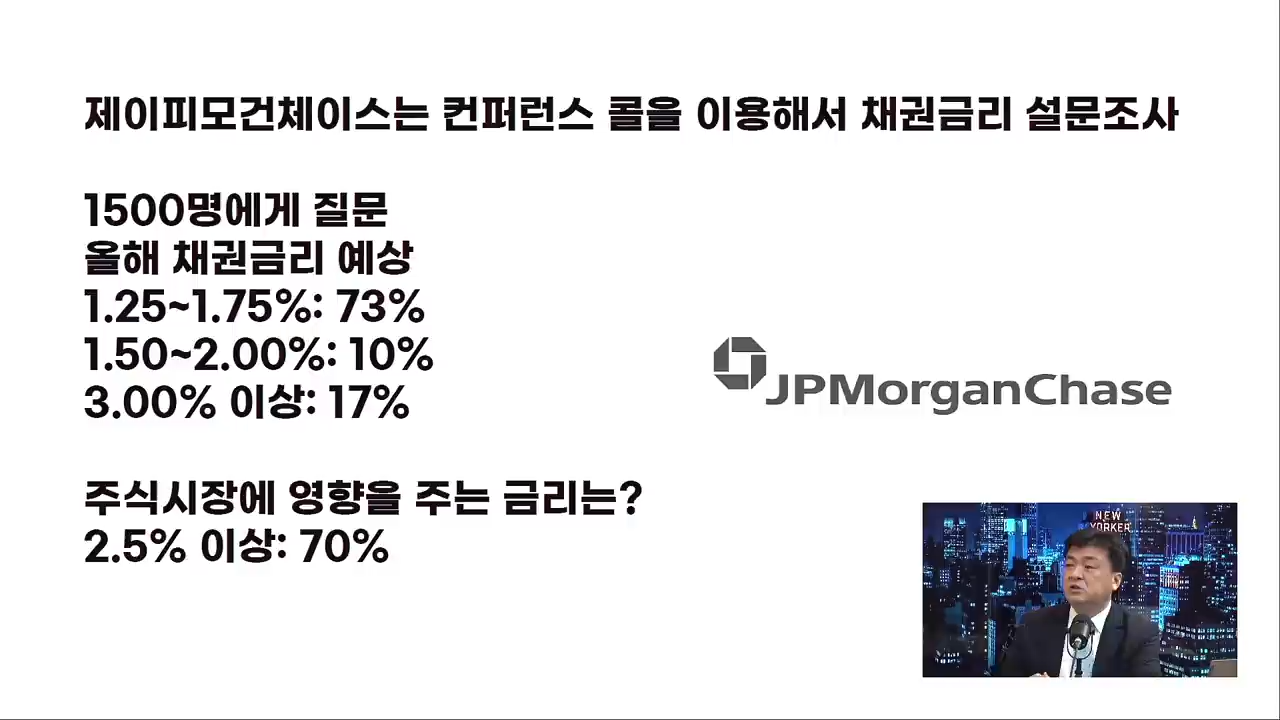 제이피모건체이스는 컨퍼런스 콜을 이용해서 채권금리 설문조사
1500명에게 질문
올해 채권금리 예상
1.25~1.75%: 73%
1.50~2.00%: 10%
3.00% 이상: 17%
JPMorganChase
주식시장에 영향을 주는 금리는?
2.5% 이상: 70%
NEW
YORKER